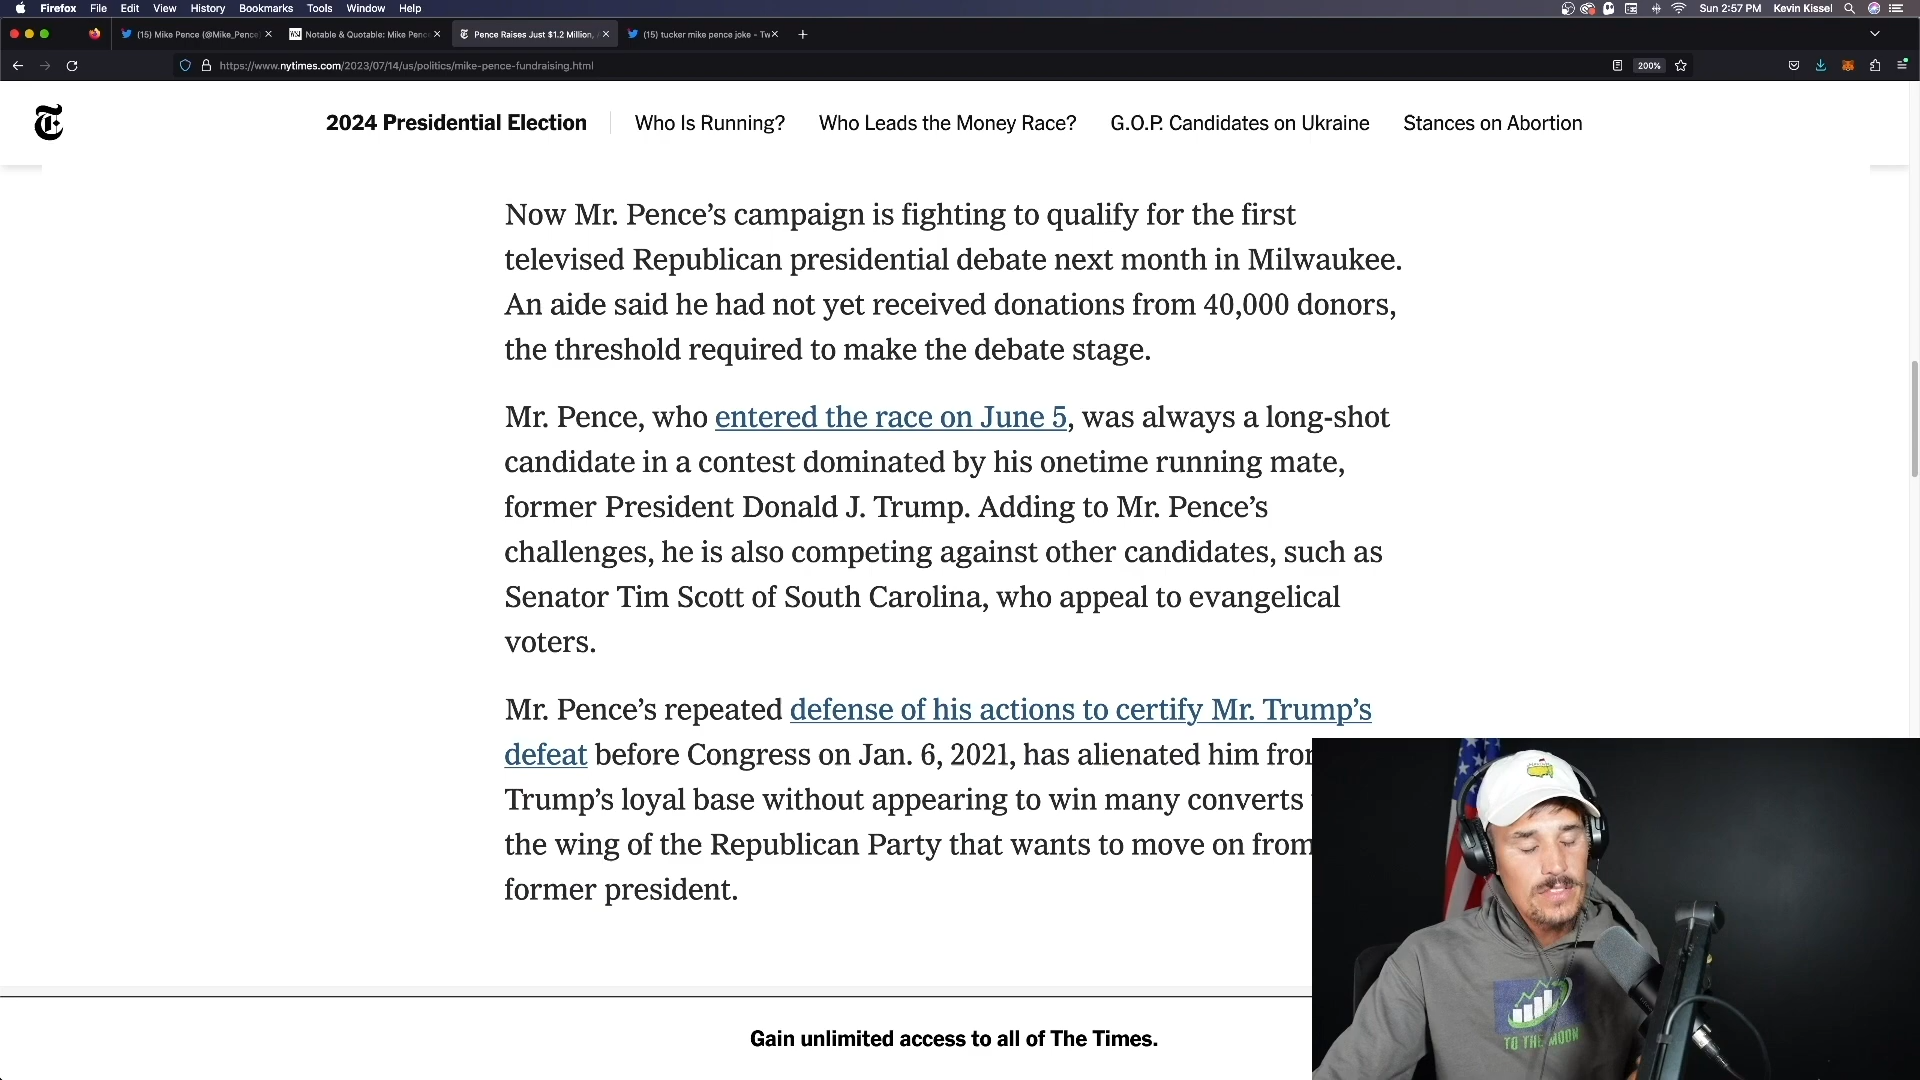 Firefox File Edit View History Bookmarks Tools Window Help
Sun 2:57 PM Kevin Kissel
(15) Mike Pence (@Mike_Pence)
Notable & Quotable: Mike Penc
Pence Raises Just $1.2 Million,
(15) tucker mike pence joke - Tw
https://www.nytimes.com/2023/07/14/us/politics/mike-pence-fundraising.html
200%
2024 Presidential Election Who Is Running? Who Leads the Money Race? G.O.P. Candidates on Ukraine Stances on Abortion
Now Mr. Pence’s campaign is fighting to qualify for the first
televised Republican presidential debate next month in Milwaukee.
An aide said he had not yet received donations from 40,000 donors,
the threshold required to make the debate stage.
Mr. Pence, who entered the race on June 5, was always a long-shot
candidate in a contest dominated by his onetime running mate,
former President Donald J. Trump. Adding to Mr. Pence’s
challenges, he is also competing against other candidates, such as
Senator Tim Scott of South Carolina, who appeal to evangelical
voters.
Mr. Pence’s repeated defense of his actions to certify Mr. Trump’s
defeat before Congress on Jan. 6, 2021, has alienated him from
Trump’s loyal base without appearing to win many converts
the wing of the Republican Party that wants to move on from
former president.
Gain unlimited access to all of The Times.
TO THE MOON